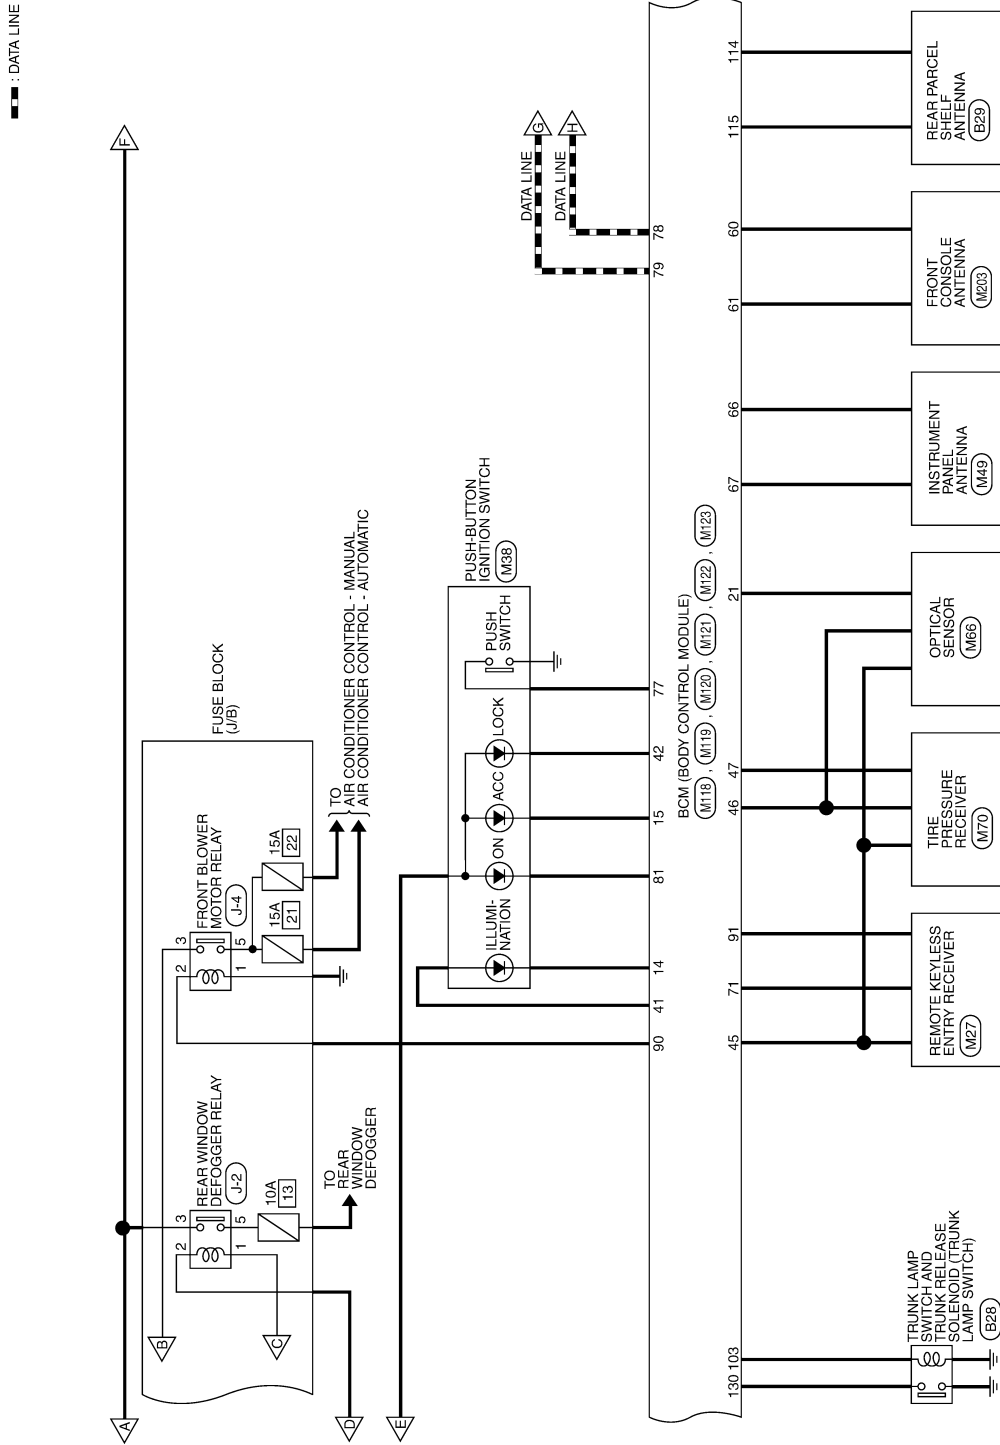 : DATA LINE
A
F
FUSE BLOCK
(J/B)
B
C
D
E
REAR WINDOW
DEFOGGER RELAY
J-2
2
3
1
5
10A
13
TO
REAR
WINDOW
DEFOGGER
FRONT BLOWER
MOTOR RELAY
J-4
2
3
1
5
15A
21
15A
22
TO
AIR CONDITIONER CONTROL - MANUAL
AIR CONDITIONER CONTROL - AUTOMATIC
PUSH-BUTTON
IGNITION SWITCH
M38
ILLUMI-
NATION
ON
ACC
LOCK
PUSH
SWITCH
DATA LINE
G
DATA LINE
H
90
41
14
81
15
42
77
79
78
BCM (BODY CONTROL MODULE)
M118 , M119 , M120 , M121 , M122 , M123
130
103
45
71
91
46
47
21
67
66
61
60
115
114
TRUNK LAMP
SWITCH AND
TRUNK RELEASE
SOLENOID (TRUNK
LAMP SWITCH)
B28
REMOTE KEYLESS
ENTRY RECEIVER
M27
TIRE
PRESSURE
RECEIVER
M70
OPTICAL
SENSOR
M66
INSTRUMENT
PANEL
ANTENNA
M49
FRONT
CONSOLE
ANTENNA
M203
REAR PARCEL
SHELF
ANTENNA
B29